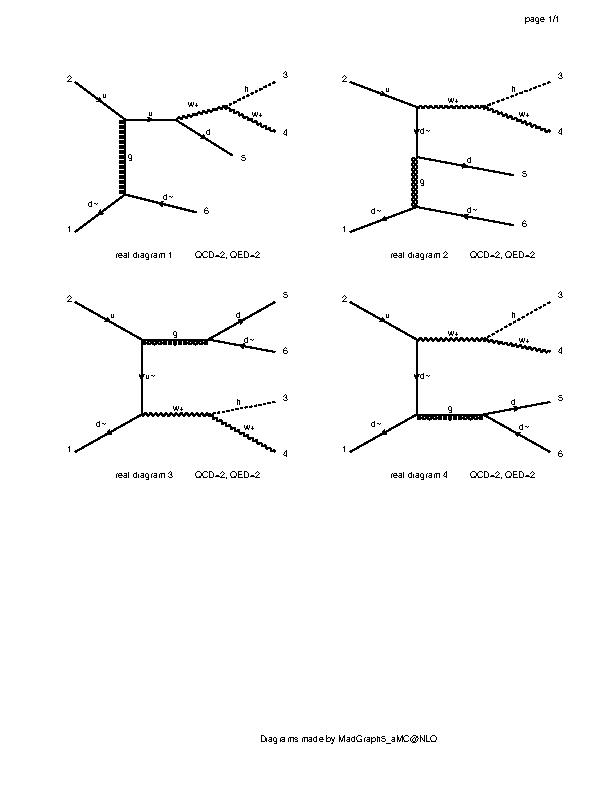 page 1/1
2 u u w+ h 3
w+ 4
d 5
g
d~ d~ 6
1
real diagram 1 QCD=2, QED=2
2 u w+ h 3
w+ 4
d~
d 5
g
d~ d~ 6
1
real diagram 2 QCD=2, QED=2
2 u g d 5
d~ 6
u~
d~ w+ h 3
w+ 4
1
real diagram 3 QCD=2, QED=2
2 u w+ h 3
w+ 4
d~
d~ g d 5
d~ 6
1
real diagram 4 QCD=2, QED=2
Diagrams made by MadGraph5_aMC@NLO